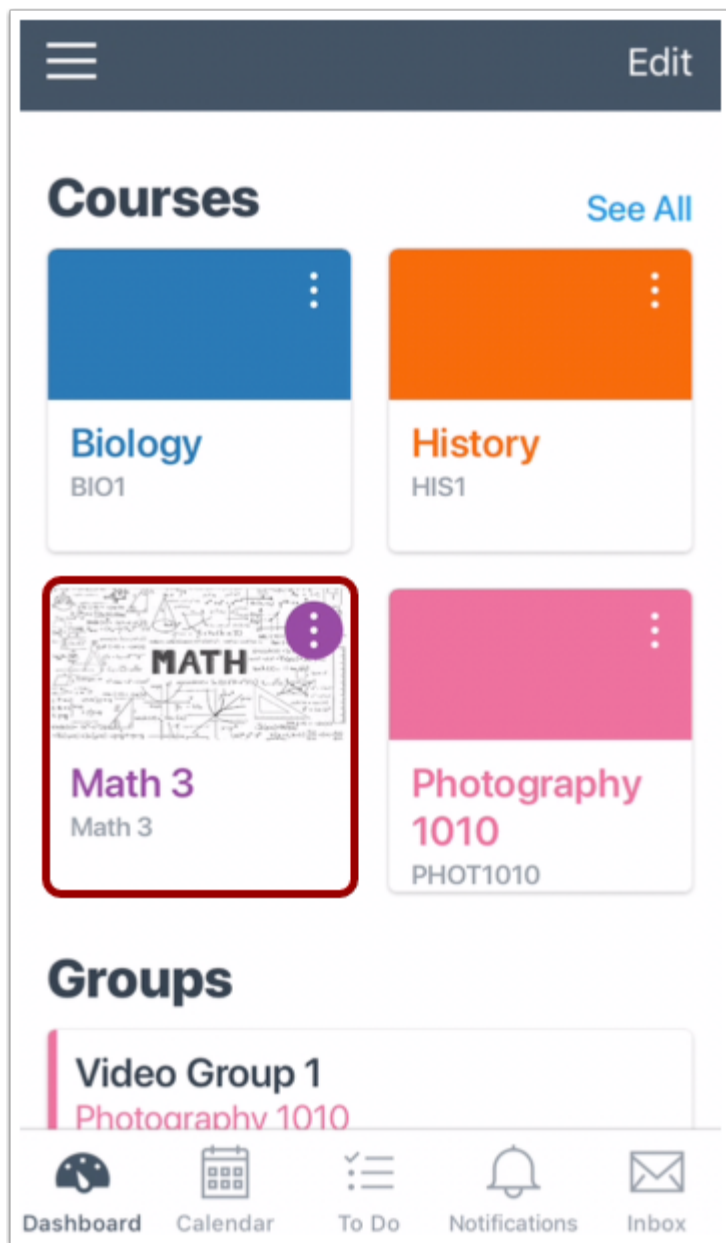 Edit
Courses
See All
Biology
BIO1
History
HIS1
MATH
Math 3
Math 3
Photography
1010
PHOT1010
Groups
Video Group 1
Photography 1010
Dashboard
Calendar
To Do
Notifications
Inbox